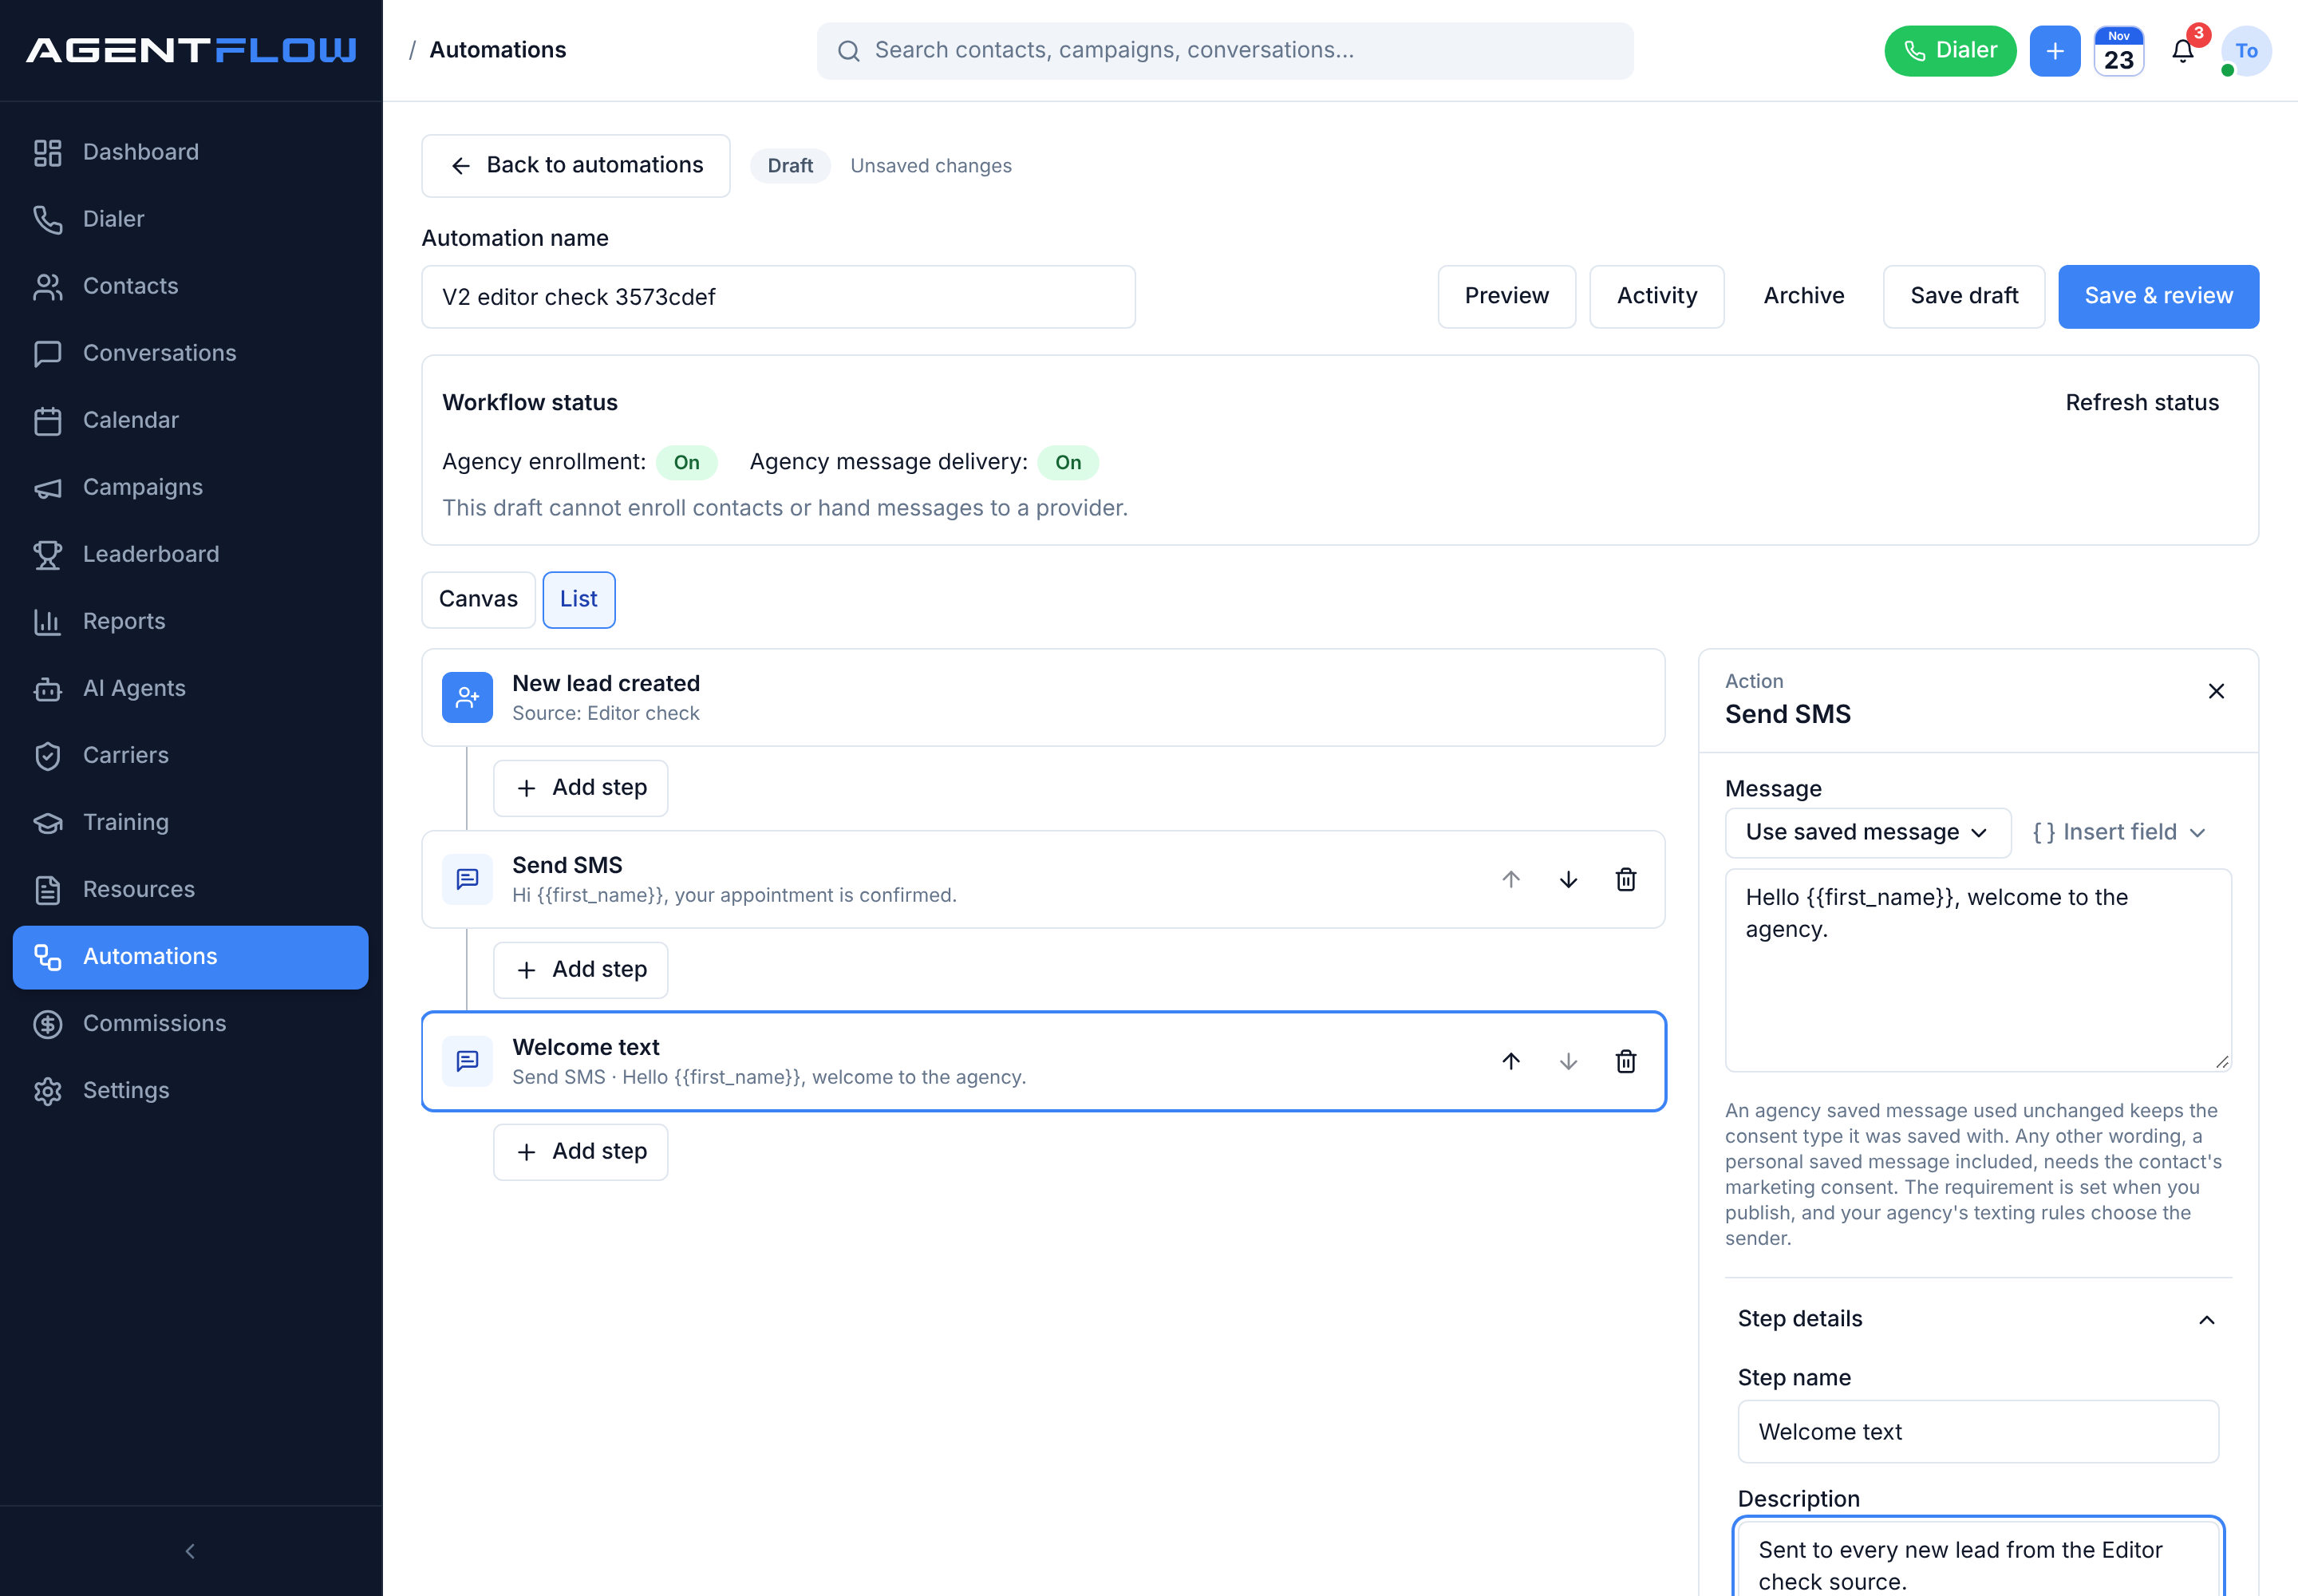 AGENTFLOW
/ Automations
Search contacts, campaigns, conversations...
Dialer
+
Nov
23
3
To
Dashboard
Dialer
Contacts
Conversations
Calendar
Campaigns
Leaderboard
Reports
AI Agents
Carriers
Training
Resources
Automations
Commissions
Settings
Back to automations
Draft
Unsaved changes
Automation name
V2 editor check 3573cdef
Preview
Activity
Archive
Save draft
Save & review
Workflow status
Refresh status
Agency enrollment: On
Agency message delivery: On
This draft cannot enroll contacts or hand messages to a provider.
Canvas
List
New lead created
Source: Editor check
+ Add step
Send SMS
Hi {{first_name}}, your appointment is confirmed.
+ Add step
Welcome text
Send SMS · Hello {{first_name}}, welcome to the agency.
+ Add step
Action
Send SMS
Message
Use saved message
{ } Insert field
Hello {{first_name}}, welcome to the
agency.
An agency saved message used unchanged keeps the
consent type it was saved with. Any other wording, a
personal saved message included, needs the contact's
marketing consent. The requirement is set when you
publish, and your agency's texting rules choose the
sender.
Step details
Step name
Welcome text
Description
Sent to every new lead from the Editor
check source.